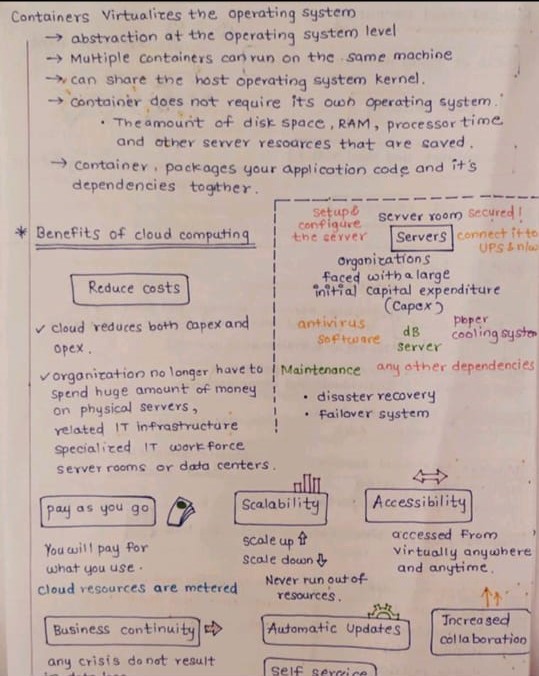 Containers Virtualizes the operating system
→ abstraction at the operating system level
→ Multiple containers can run on the same machine
→ can share the host operating system kernel.
→ container does not require its own operating system.
• The amount of disk space, RAM, processor time
and other server resources that are saved.
→ container, packages your application code and it's
dependencies together.
* Benefits of cloud computing
Reduce costs
✓ cloud reduces both capex and
opex.
✓ organization no longer have to
spend huge amount of money
on physical servers,
related IT infrastructure
specialized IT workforce
server rooms or data centers.
setup &
configure
the server
server room secured!
Servers
connect it to
UPS & n/w
organizations
faced with a large
initial capital expenditure
(Capex)
antivirus
software
dB
server
proper
cooling system
Maintenance any other dependencies
• disaster recovery
• failover system
pay as you go
You will pay for
what you use.
cloud resources are metered
Scalability
scale up ⇑
scale down ⇓
Never run out of
resources.
Accessibility
accessed from
virtually anywhere
and anytime.
Business continuity ⇒
any crisis do not result
Automatic Updates
Self service
Increased
collaboration